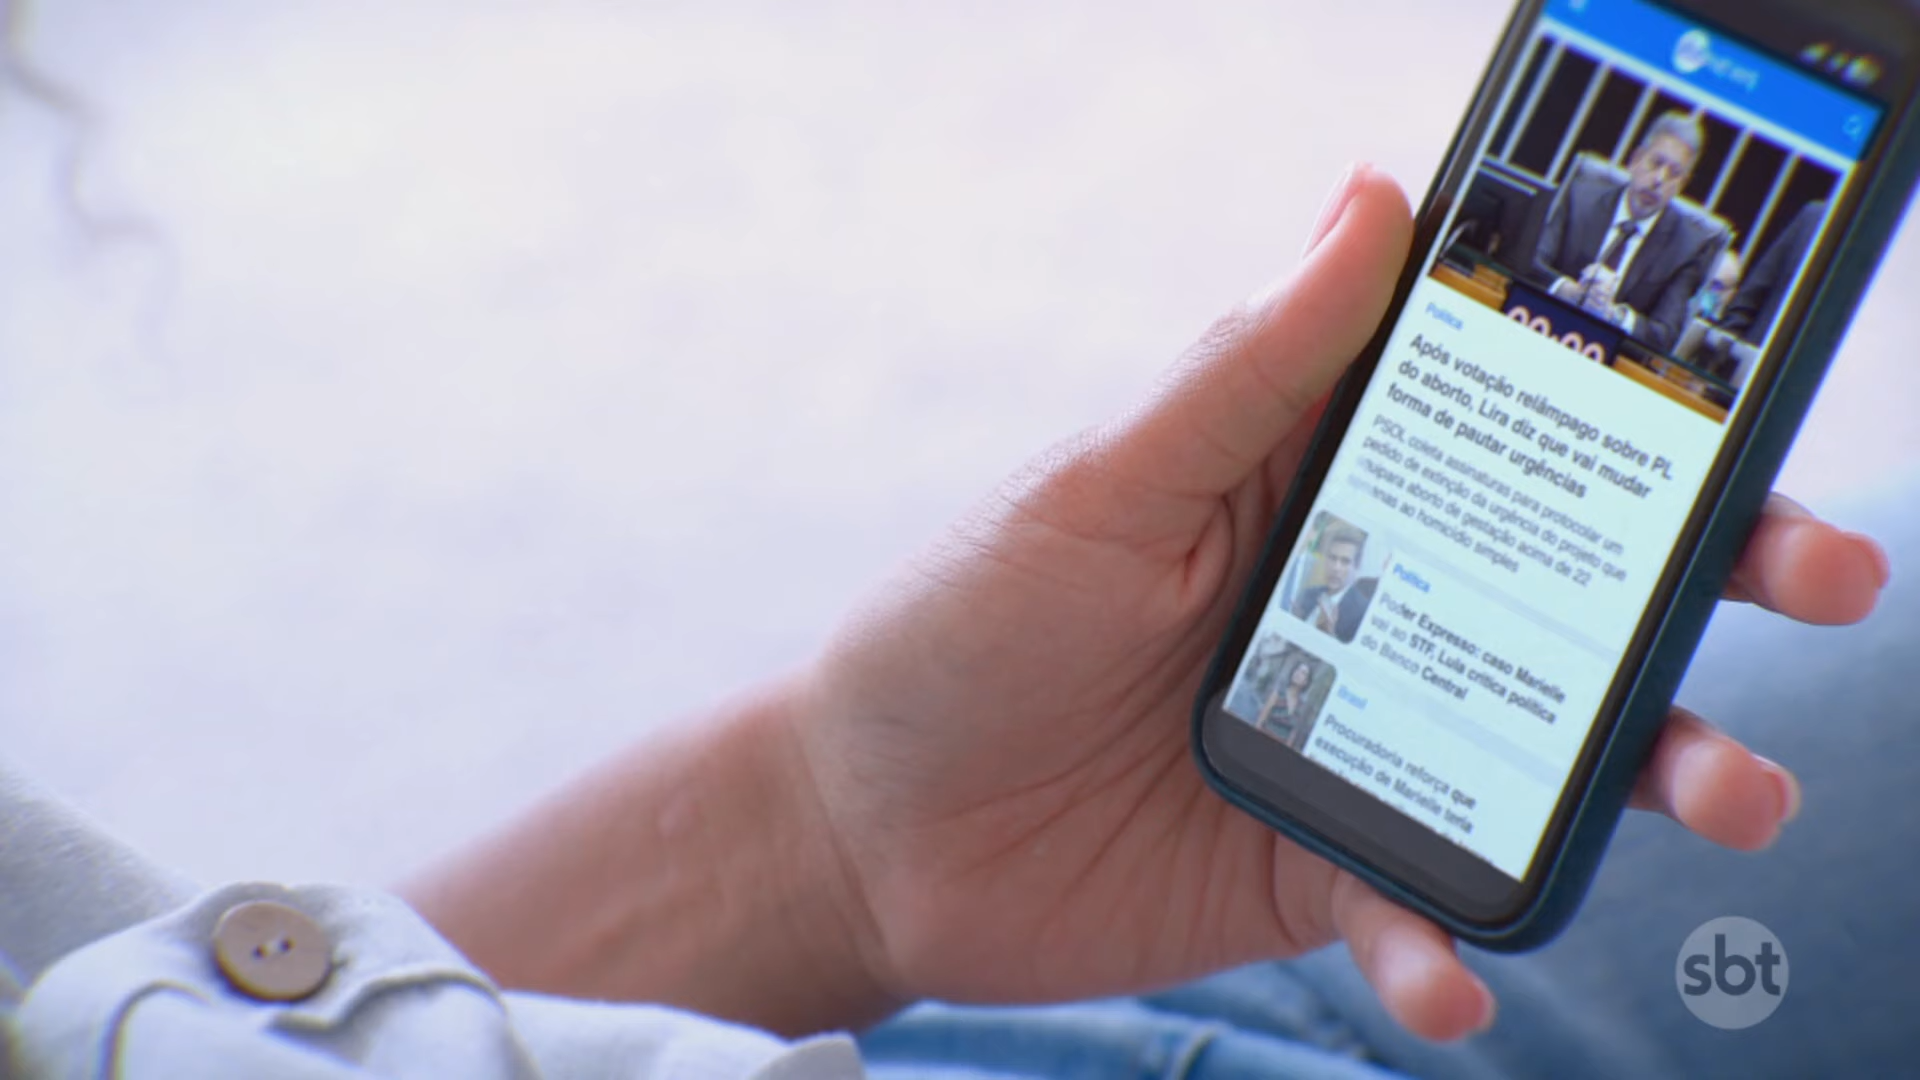 news
Política
00:00
Após votação relâmpago sobre PL
do aborto, Lira diz que vai mudar
forma de pautar urgências
PSOL coleta assinaturas para protocolar um
pedido de extinção da urgência do projeto que
equipara aborto de gestação acima de 22
semanas ao homicídio simples
Política
Poder Expresso: caso Marielle
vai ao STF, Lula critica política
do Banco Central
Brasil
Procuradoria reforça que
execução de Marielle teria
sbt